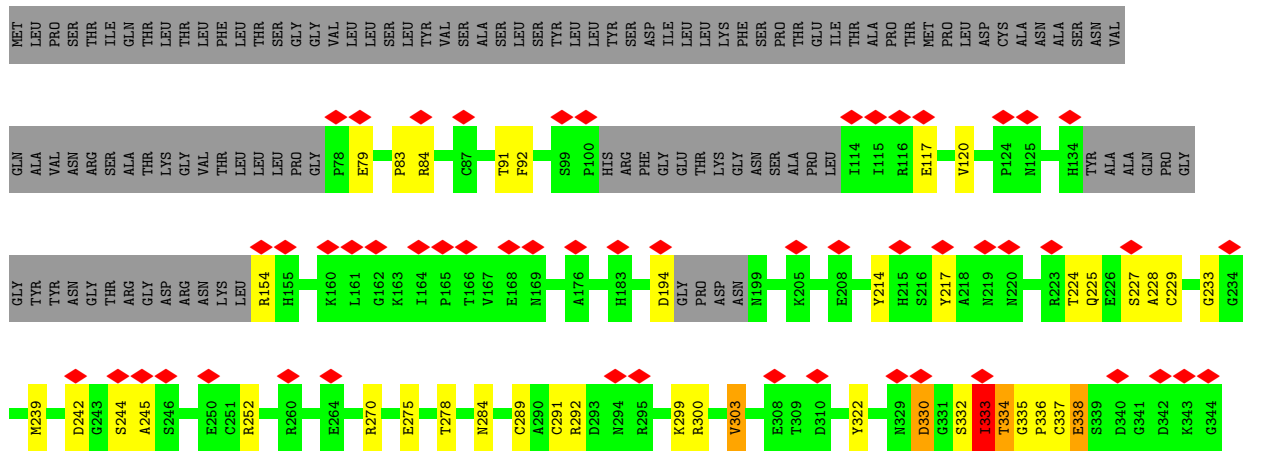 MET LEU PRO SER THR ILE GLN THR LEU THR LEU PHE LEU THR SER GLY GLY VAL LEU LEU SER LEU TYR VAL SER ALA SER LEU SER TYR LEU LEU TYR SER ASP ILE LEU LEU LYS PHE SER PRO THR GLU ILE THR ALA PRO THR MET PRO LEU ASP CYS ALA ASN ALA SER ASN VAL
GLN ALA VAL ASN ARG SER ALA THR LYS GLY VAL THR LEU LEU LEU PRO GLY P78 E79 P83 R84 C87 T91 F92 S99 P100 HIS ARG PHE GLY GLU THR LYS GLY ASN SER ALA PRO LEU I114 I115 R116 E117 V120 P124 N125 H134 TYR ALA ALA GLN PRO GLY
GLY TYR TYR ASN GLY THR ARG GLY ASP ARG ASN LYS LEU R154 H155 K160 L161 G162 K163 I164 P165 T166 V167 E168 N169 A176 H183 D194 GLY PRO ASP ASN N199 K205 E208 Y214 H215 S216 Y217 A218 N219 N220 R223 T224 Q225 E226 S227 A228 C229 G233 G234
M239 D242 G243 S244 A245 S246 E250 C251 R252 R260 E264 R270 E275 T278 N284 C289 A290 C291 R292 D293 N294 R295 K299 R300 V303 E308 T309 D310 Y322 N329 D330 G331 S332 I333 T334 G335 P336 C337 E338 S339 D340 G341 D342 K343 G344